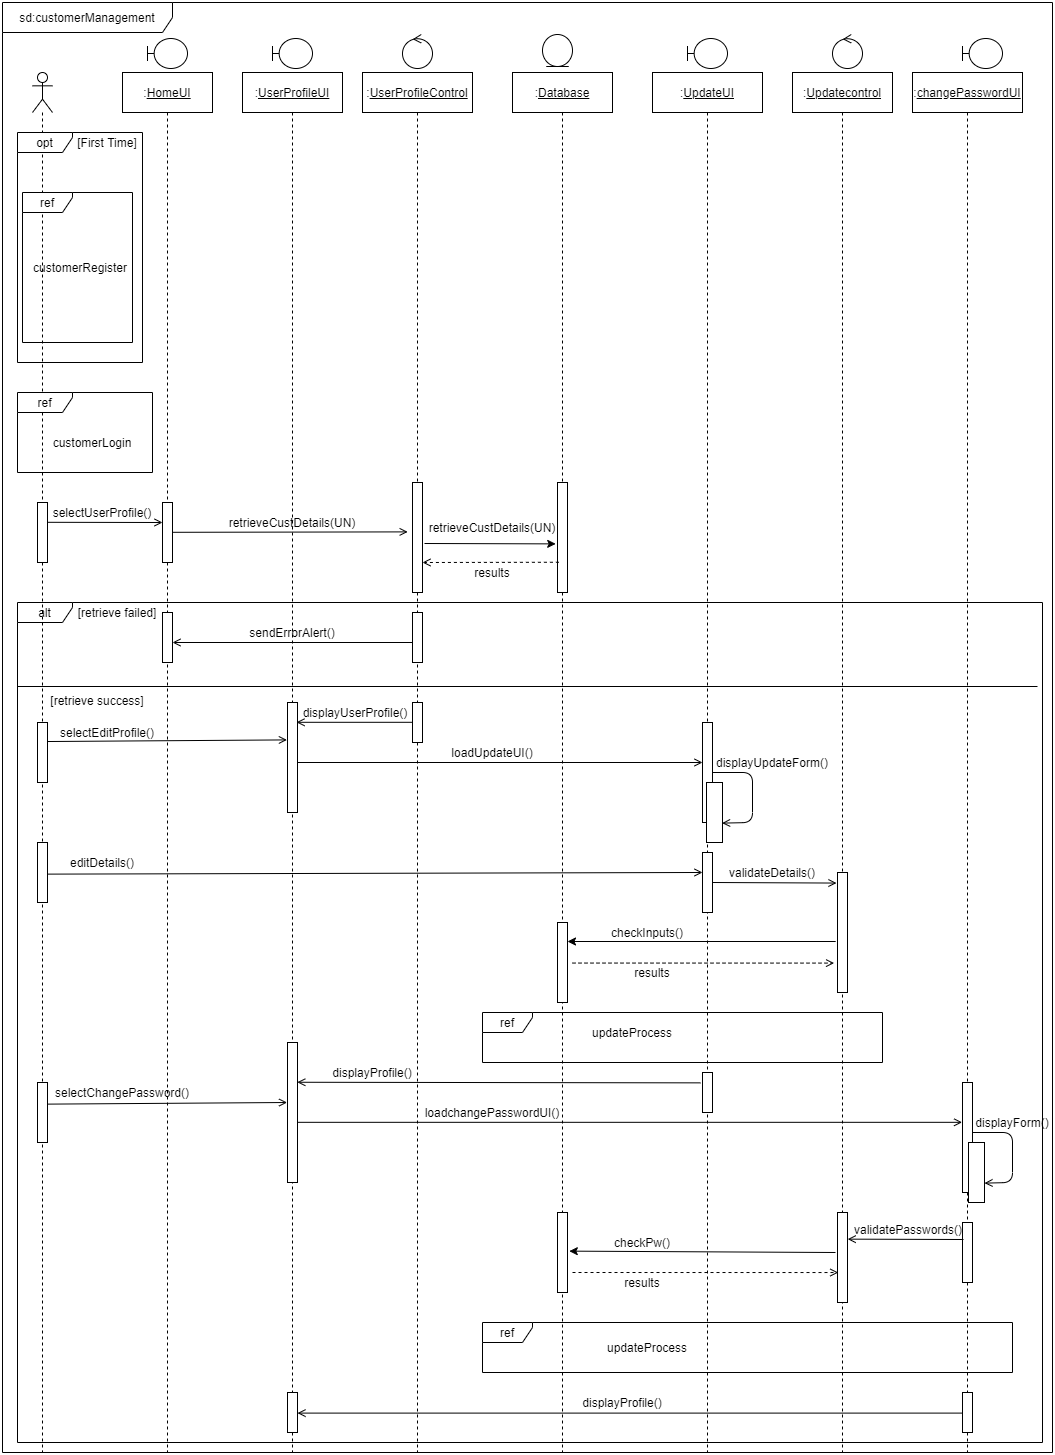 sd:customerManagement
:HomeUI
:UserProfileUI
:UserProfileControl
:Database
:UpdateUI
:Updatecontrol
:changePasswordUI
opt
[First Time]
ref
customerRegister
ref
customerLogin
selectUserProfile()
retrieveCustDetails(UN)
retrieveCustDetails(UN)
results
alt
[retrieve failed]
sendErrorAlert()
[retrieve success]
displayUserProfile()
selectEditProfile()
loadUpdateUI()
displayUpdateForm()
editDetails()
validateDetails()
checkInputs()
results
ref
updateProcess
displayProfile()
selectChangePassword()
loadchangePasswordUI()
displayForm()
validatePasswords()
checkPw()
results
ref
updateProcess
displayProfile()